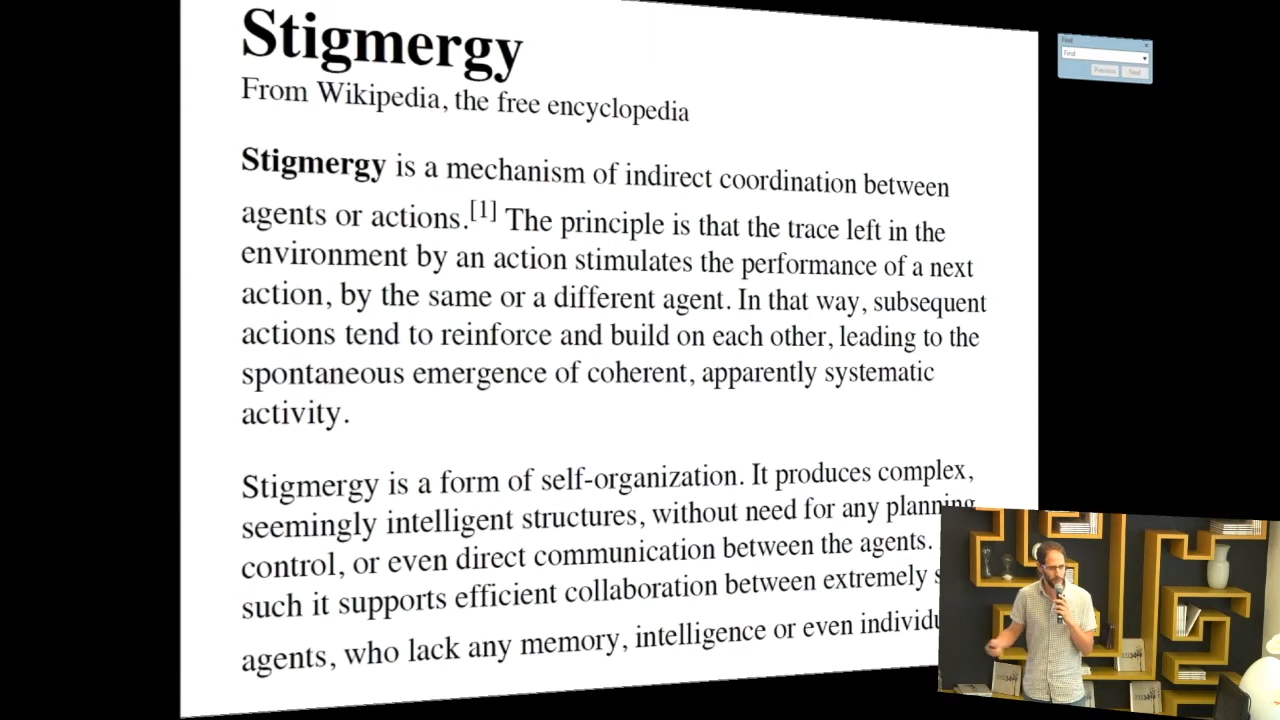 Stigmergy
From Wikipedia, the free encyclopedia
Stigmergy is a mechanism of indirect coordination between
agents or actions.[1] The principle is that the trace left in the
environment by an action stimulates the performance of a next
action, by the same or a different agent. In that way, subsequent
actions tend to reinforce and build on each other, leading to the
spontaneous emergence of coherent, apparently systematic
activity.
Stigmergy is a form of self-organization. It produces complex,
seemingly intelligent structures, without need for any planning
control, or even direct communication between the agents.
such it supports efficient collaboration between extremely s
agents, who lack any memory, intelligence or even individu
Find
Find
Previous
Next